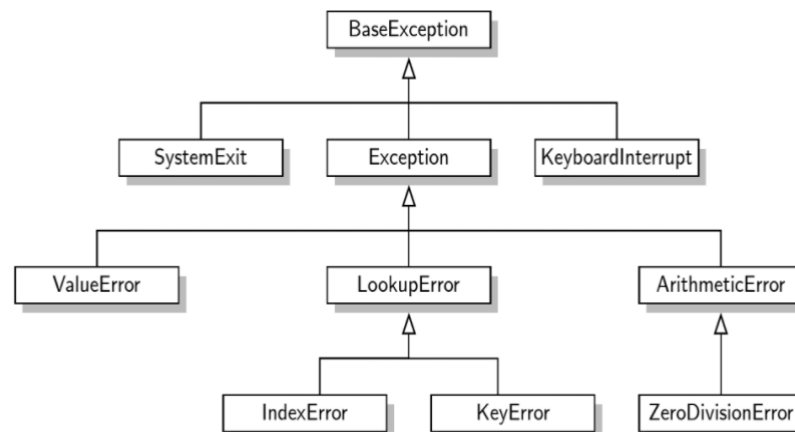 BaseException
SystemExit
Exception
KeyboardInterrupt
ValueError
LookupError
ArithmeticError
IndexError
KeyError
ZeroDivisionError